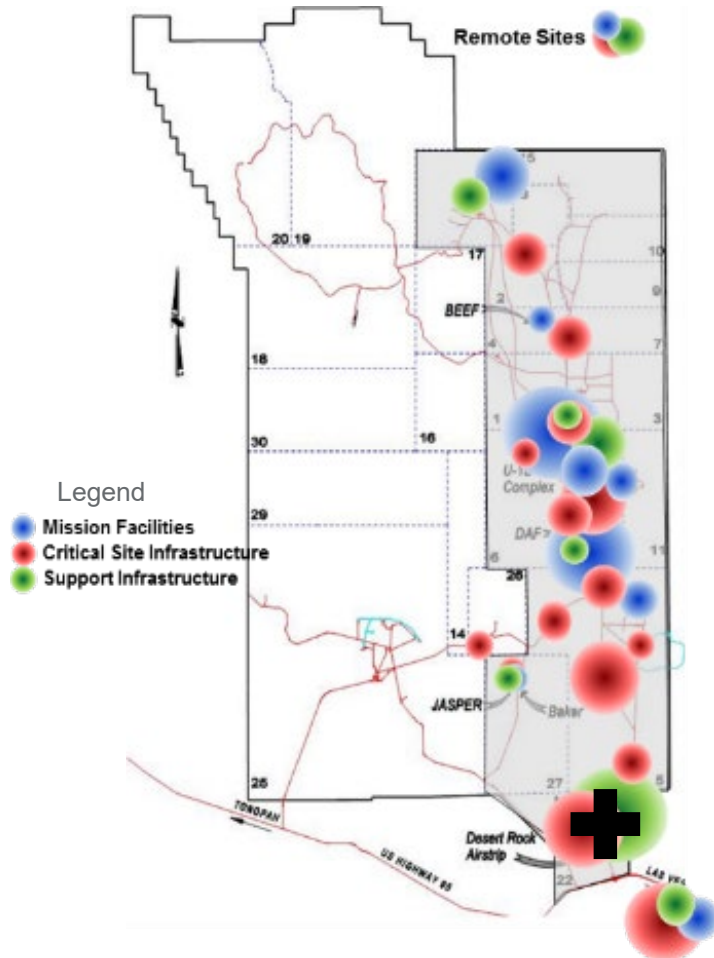 Remote Sites
15
3
20 19
17
10
9
2
BEEF
4
7
18
1
3
16
30
U-1
Complex
Legend
29
Mission Facilities
Critical Site Infrastructure
Support Infrastructure
DAF
11
6
26
14
JASPER
Baker
25
27
5
TONOPAH
Desert Rock
Airstrip
US HIGHWAY 95
22
LAS